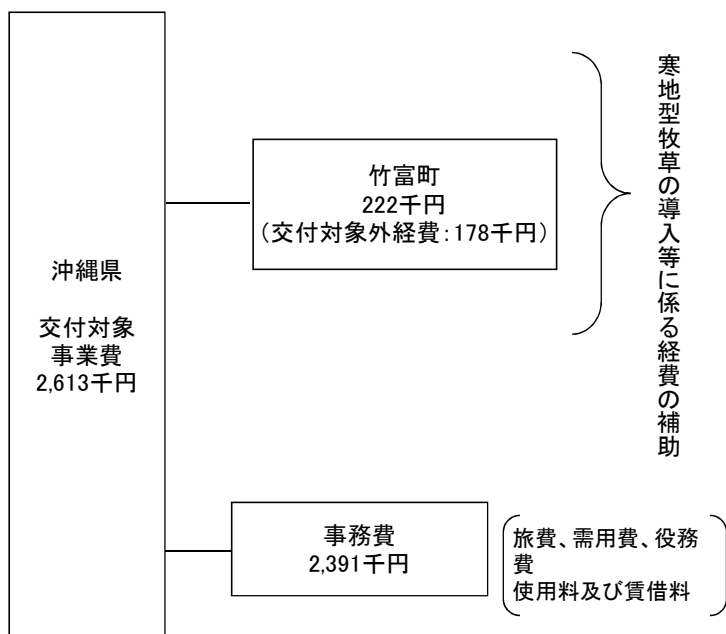 沖縄県
交付対象
事業費
2,613千円
竹富町
222千円
（交付対象外経費：178千円）
寒地型牧草の導入等に係る経費の補助
事務費
2,391千円
旅費、需用費、役務
費
使用料及び賃借料